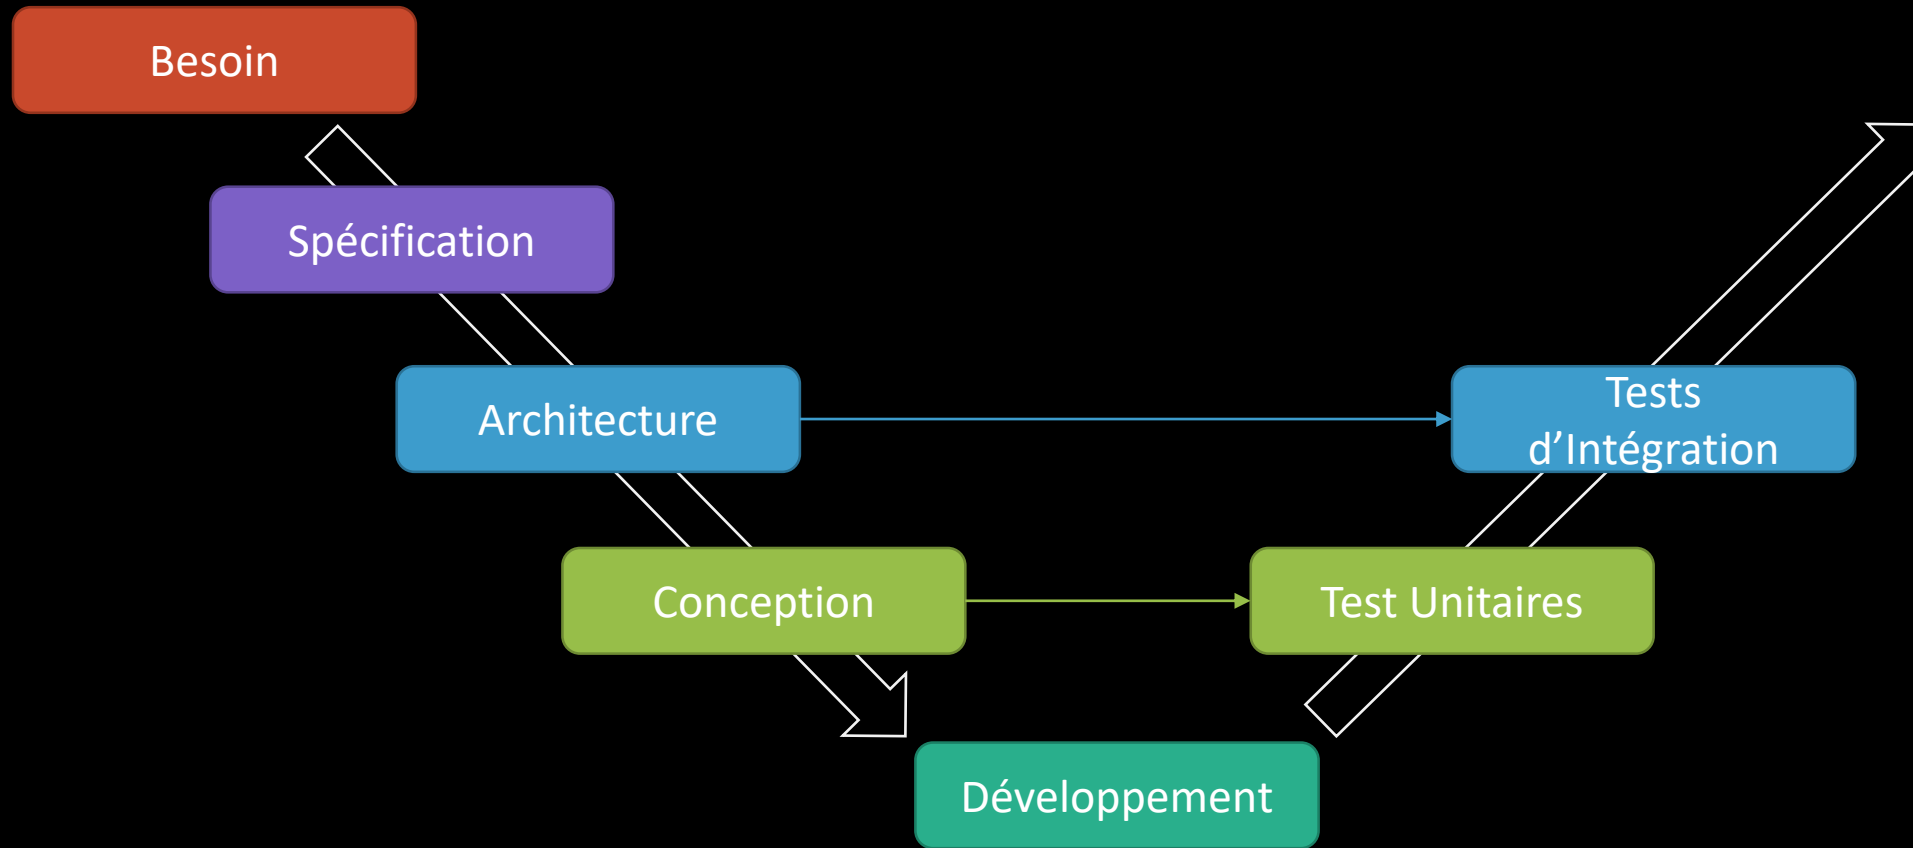 Besoin
Spécification
Architecture
Tests
d’Intégration
Conception
Test Unitaires
Développement